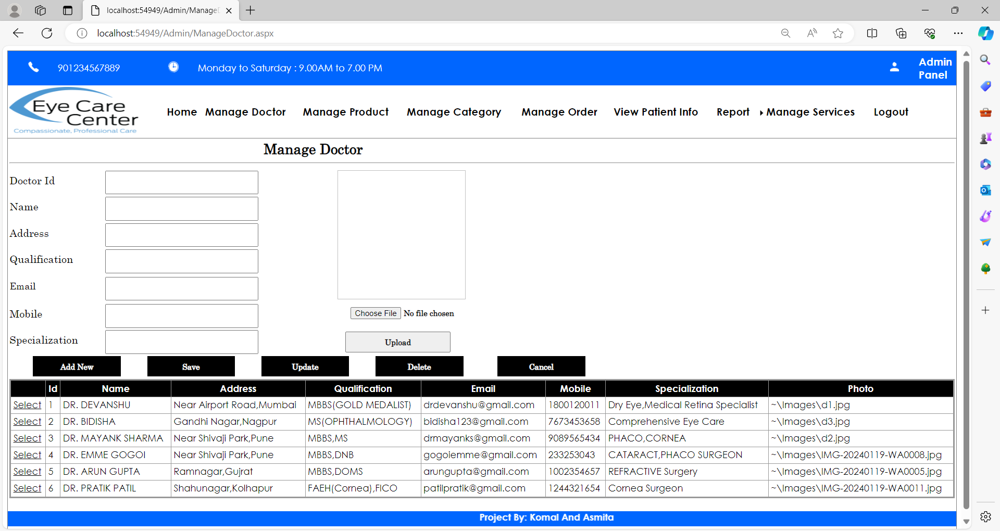 localhost:54949/Admin/ManageD
localhost:54949/Admin/ManageDoctor.aspx
901234567889 Monday to Saturday : 9.00AM to 7.00 PM Admin Panel
Eye Care
Center
Compassionate, Professional Care
Home Manage Doctor Manage Product Manage Category Manage Order View Patient Info Report Manage Services Logout
Manage Doctor
Doctor Id
Name
Address
Qualification
Email
Mobile
Specialization
Choose File No file chosen
Upload
Add New Save Update Delete Cancel
Id Name Address Qualification Email Mobile Specialization Photo
Select 1 DR. DEVANSHU Near Airport Road,Mumbai MBBS(GOLD MEDALIST) drdevanshu@gmail.com 1800120011 Dry Eye,Medical Retina Specialist ~\Images\d1.jpg
Select 2 DR. BIDISHA Gandhi Nagar,Nagpur MS(OPHTHALMOLOGY) bidisha123@gmail.com 7673453658 Comprehensive Eye Care ~\Images\d3.jpg
Select 3 DR. MAYANK SHARMA Near Shivaji Park,Pune MBBS,MS drmayanks@gmail.com 9089565434 PHACO,CORNEA ~\Images\d2.jpg
Select 4 DR. EMME GOGOI Near Shivaji Park,Pune MBBS,DNB gogoiemme@gmail.com 233253043 CATARACT,PHACO SURGEON ~\Images\IMG-20240119-WA0008.jpg
Select 5 DR. ARUN GUPTA Ramnagar,Gujrat MBBS,DOMS arungupta@gmail.com 1002354657 REFRACTIVE Surgery ~\Images\IMG-20240119-WA0005.jpg
Select 6 DR. PRATIK PATIL Shahunagar,Kolhapur FAEH(Cornea),FICO patilpratik@gmail.com 1244321654 Cornea Surgeon ~\Images\IMG-20240119-WA0011.jpg
Project By: Komal And Asmita